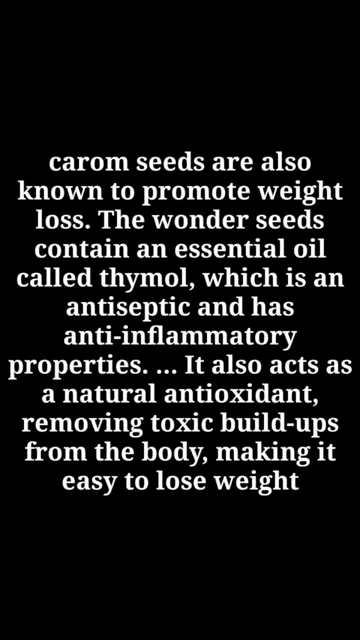 carom seeds are also
known to promote weight
loss. The wonder seeds
contain an essential oil
called thymol, which is an
antiseptic and has
anti-inflammatory
properties. ... It also acts as
a natural antioxidant,
removing toxic build-ups
from the body, making it
easy to lose weight